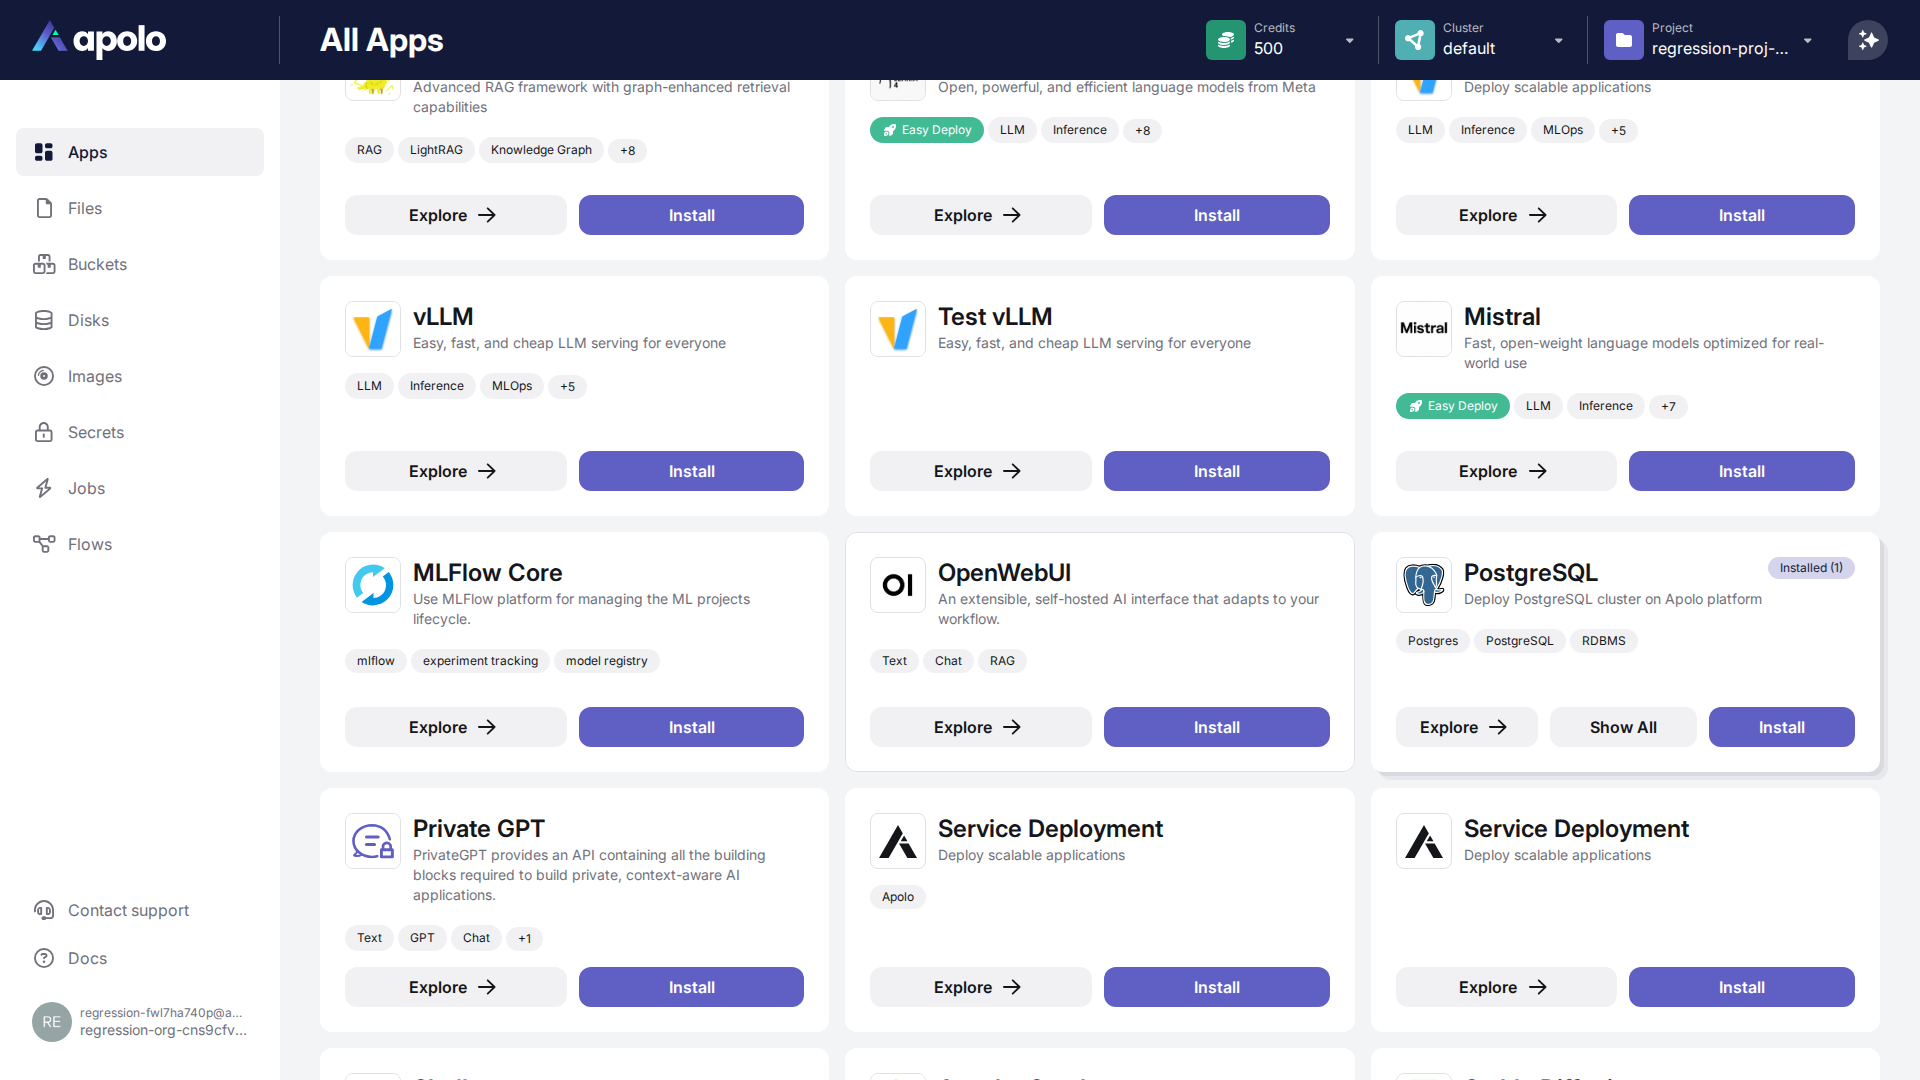 apolo
All Apps
Credits
500
Cluster
default
Project
regression-proj-...
Apps
Files
Buckets
Disks
Images
Secrets
Jobs
Flows
Contact support
Docs
RE
regression-fwl7ha740p@a...
regression-org-cns9cfv...
Advanced RAG framework with graph-enhanced retrieval
capabilities
RAG LightRAG Knowledge Graph +8
Explore Install
Open, powerful, and efficient language models from Meta
Easy Deploy LLM Inference +8
Explore Install
Deploy scalable applications
LLM Inference MLOps +5
Explore Install
vLLM
Easy, fast, and cheap LLM serving for everyone
LLM Inference MLOps +5
Explore Install
Test vLLM
Easy, fast, and cheap LLM serving for everyone
Explore Install
Mistral
Mistral
Fast, open-weight language models optimized for real-
world use
Easy Deploy LLM Inference +7
Explore Install
MLFlow Core
Use MLFlow platform for managing the ML projects
lifecycle.
mlflow experiment tracking model registry
Explore Install
OI
OpenWebUI
An extensible, self-hosted AI interface that adapts to your
workflow.
Text Chat RAG
Explore Install
PostgreSQL
Installed (1)
Deploy PostgreSQL cluster on Apolo platform
Postgres PostgreSQL RDBMS
Explore Show All Install
Private GPT
PrivateGPT provides an API containing all the building
blocks required to build private, context-aware AI
applications.
Text GPT Chat +1
Explore Install
Service Deployment
Deploy scalable applications
Apolo
Explore Install
Service Deployment
Deploy scalable applications
Explore Install